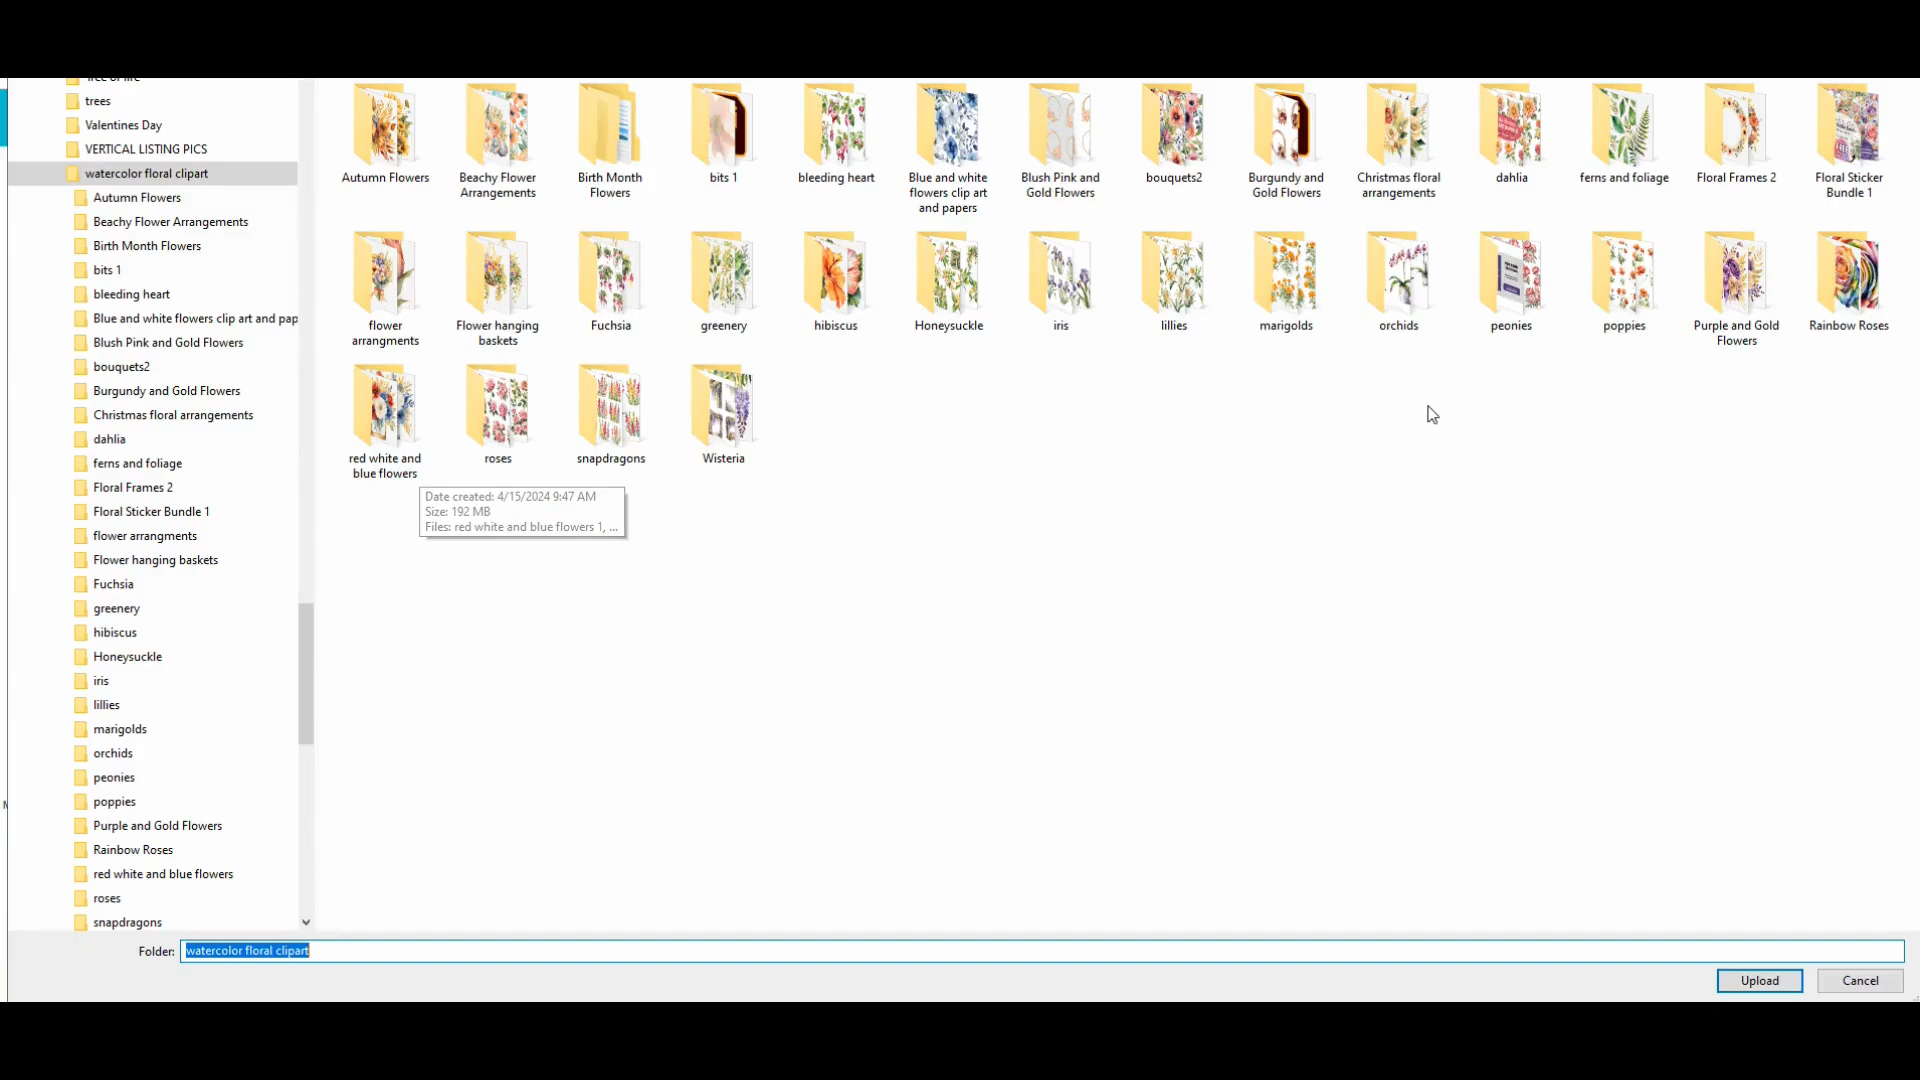 Tree of life
trees
Valentines Day
VERTICAL LISTING PICS
watercolor floral clipart
Autumn Flowers
Beachy Flower Arrangements
Birth Month Flowers
bits 1
bleeding heart
Blue and white flowers clip art and pap
Blush Pink and Gold Flowers
bouquets2
Burgundy and Gold Flowers
Christmas floral arrangements
dahlia
ferns and foliage
Floral Frames 2
Floral Sticker Bundle 1
flower arrangments
Flower hanging baskets
Fuchsia
greenery
hibiscus
Honeysuckle
iris
lillies
marigolds
orchids
peonies
poppies
Purple and Gold Flowers
Rainbow Roses
red white and blue flowers
roses
snapdragons
Autumn Flowers
Beachy Flower
Arrangements
Birth Month
Flowers
bits 1
bleeding heart
Blue and white
flowers clip art
and papers
Blush Pink and
Gold Flowers
bouquets2
Burgundy and
Gold Flowers
Christmas floral
arrangements
dahlia
ferns and foliage
Floral Frames 2
Floral Sticker
Bundle 1
flower
arrangments
Flower hanging
baskets
Fuchsia
greenery
hibiscus
Honeysuckle
iris
lillies
marigolds
orchids
peonies
poppies
Purple and Gold
Flowers
Rainbow Roses
red white and
blue flowers
roses
snapdragons
Wisteria
Date created: 4/15/2024 9:47 AM
Size: 192 MB
Files: red white and blue flowers 1, ...
Folder: watercolor floral clipart
Upload
Cancel